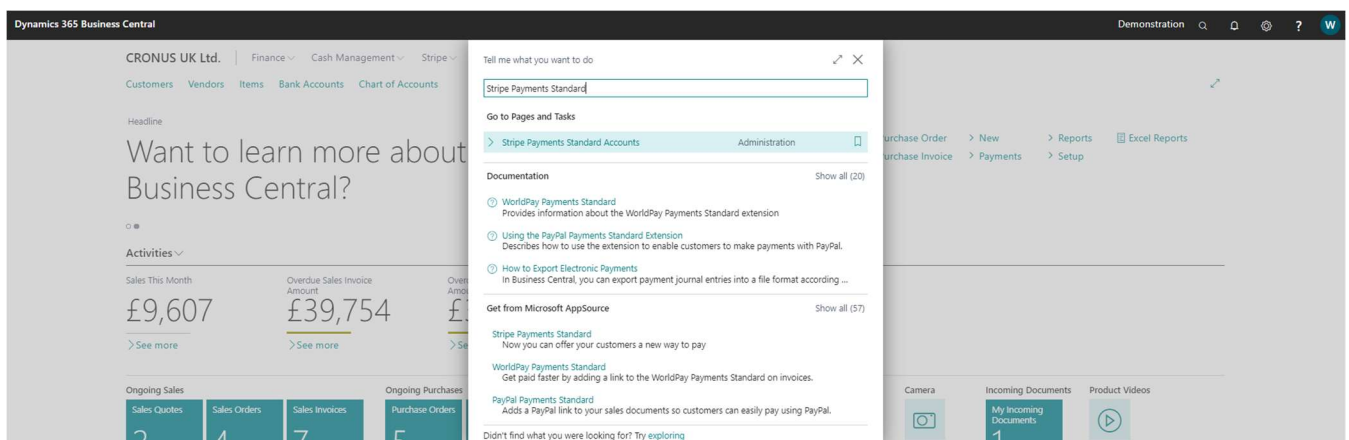 Dynamics 365 Business Central
Demonstration
?
W
CRONUS UK Ltd.
Finance
Cash Management
Stripe
Customers
Vendors
Items
Bank Accounts
Chart of Accounts
Headline
Want to learn more about
Business Central?
Activities
Sales This Month
£9,607
>See more
Overdue Sales Invoice
Amount
£39,754
>See more
Ongoing Sales
Sales Quotes
Sales Orders
4
Sales Invoices
7
Ongoing Purchases
Purchase Orders
5
Tell me what you want to do
Stripe Payments Standard
Go to Pages and Tasks
> Stripe Payments Standard Accounts
Administration
Documentation
Show all (20)
WorldPay Payments Standard
Provides information about the WorldPay Payments Standard extension
Using the PayPal Payments Standard Extension
Describes how to use the extension to enable customers to make payments with PayPal.
How to Export Electronic Payments
In Business Central, you can export payment journal entries into a file format according ...
Get from Microsoft AppSource
Show all (57)
Stripe Payments Standard
Now you can offer your customers a new way to pay
WorldPay Payments Standard
Get paid faster by adding a link to the WorldPay Payments Standard on invoices.
PayPal Payments Standard
Adds a PayPal link to your sales documents so customers can easily pay using PayPal.
Didn't find what you were looking for? Try exploring
urchase Order
urchase Invoice
> New
> Payments
> Reports
> Setup
Excel Reports
Camera
Incoming Documents
My Incoming
Documents
1
Product Videos